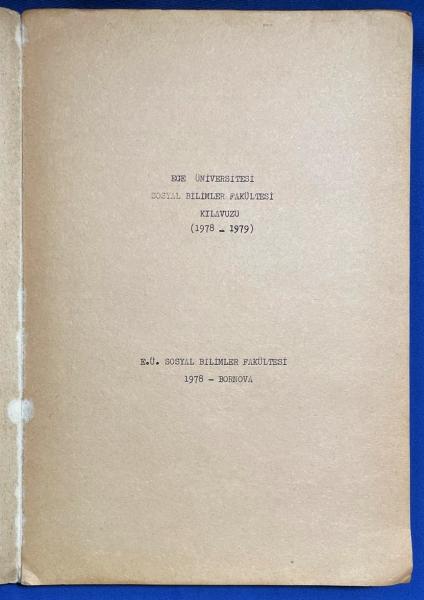 EGE ÜNİVERSİTESİ
SOSYAL BİLİMLER FAKÜLTESİ
KILAVUZU
(1978 - 1979)
E.Ü. SOSYAL BİLİMLER FAKÜLTESİ
1978 - BORNOVA